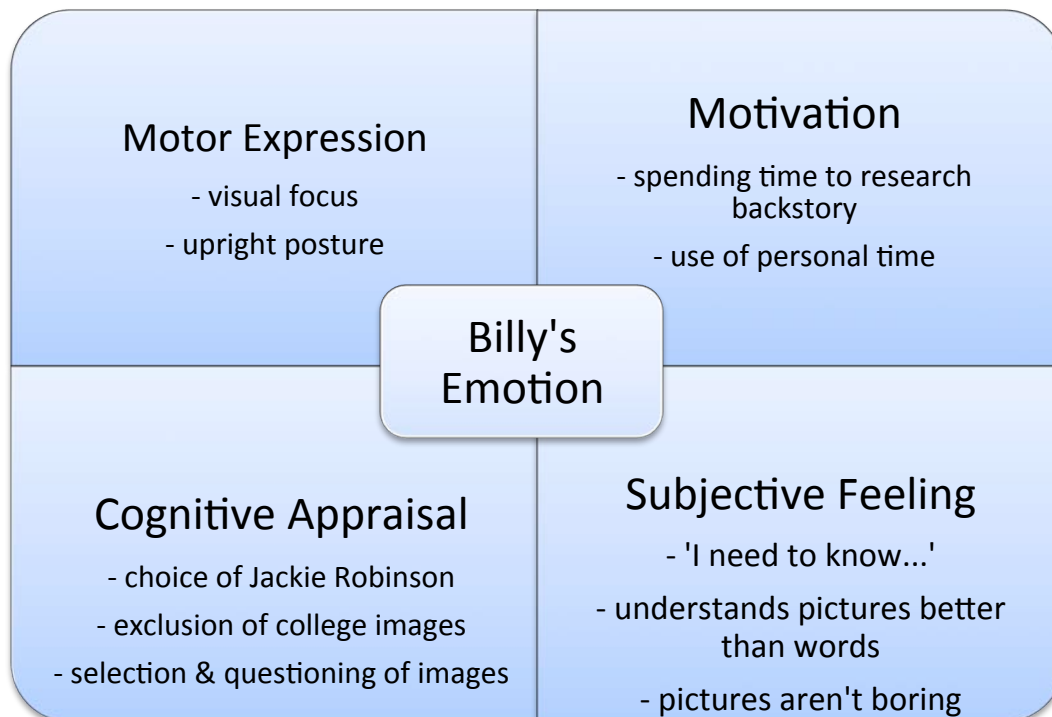 Motor Expression
- visual focus
- upright posture
Motivation
- spending time to research
backstory
- use of personal time
Billy's
Emotion
Cognitive Appraisal
- choice of Jackie Robinson
- exclusion of college images
- selection & questioning of images
Subjective Feeling
- 'I need to know...'
- understands pictures better
than words
- pictures aren't boring